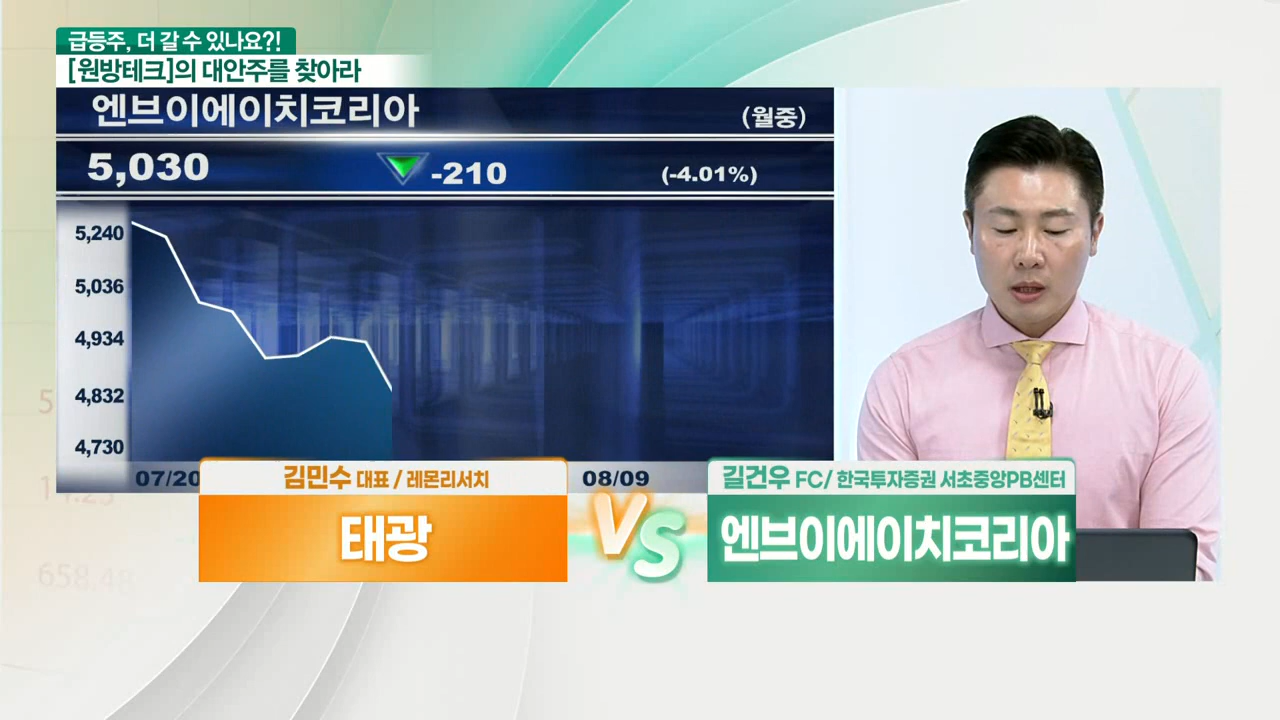 급등주, 더 갈 수 있나요?!
[원방테크]의 대안주를 찾아라
엔브이에이치코리아 (월중)
5,030 -210 (-4.01%)
5,240
5,036
4,934
4,832
4,730
07/20 08/09
김민수 대표 / 레몬리서치
태광
VS
길건우 FC/ 한국투자증권 서초중앙PB센터
엔브이에이치코리아
658.48